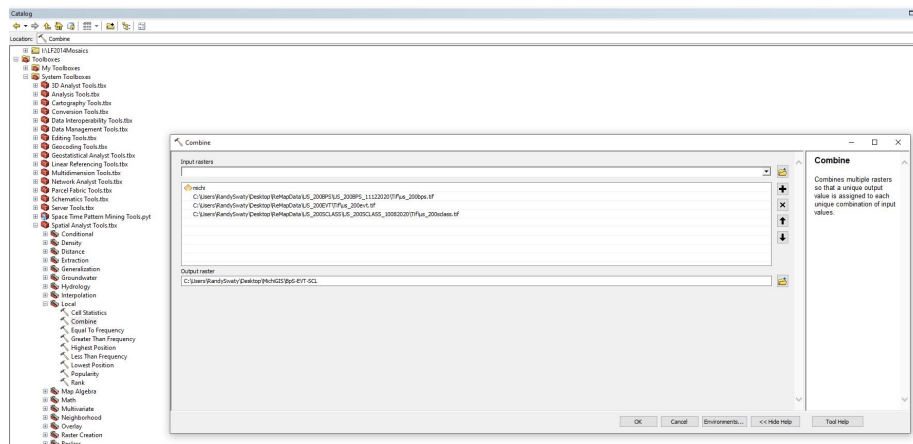 Catalog
Location: Combine
I:\LF2014Mosaics
Toolboxes
My Toolboxes
System Toolboxes
3D Analyst Tools.tbx
Analysis Tools.tbx
Cartography Tools.tbx
Conversion Tools.tbx
Data Interoperability Tools.tbx
Data Management Tools.tbx
Editing Tools.tbx
Geocoding Tools.tbx
Geostatistical Analyst Tools.tbx
Linear Referencing Tools.tbx
Multidimension Tools.tbx
Network Analyst Tools.tbx
Parcel Fabric Tools.tbx
Schematics Tools.tbx
Server Tools.tbx
Space Time Pattern Mining Tools.pyt
Spatial Analyst Tools.tbx
Conditional
Density
Distance
Extraction
Generalization
Groundwater
Hydrology
Interpolation
Local
Cell Statistics
Combine
Equal To Frequency
Greater Than Frequency
Highest Position
Less Than Frequency
Lowest Position
Popularity
Rank
Map Algebra
Math
Multivariate
Neighborhood
Overlay
Raster Creation
Reclass
Combine
Input rasters
michi
C:\Users\RandySwaty\Desktop\ReMapData\US_200BPS\US_200BPS_11122020\Tif\us_200bps.tif
C:\Users\RandySwaty\Desktop\ReMapData\US_200EVT\Tif\us_200evt.tif
C:\Users\RandySwaty\Desktop\ReMapData\US_200SCLASS\US_200SCLASS_10082020\Tif\us_200sclass.tif
Output raster
C:\Users\RandySwaty\Desktop\MichiGIS\BpS-EVT-SCL
OK Cancel Environments... << Hide Help Tool Help
Combine
Combines multiple rasters
so that a unique output
value is assigned to each
unique combination of input
values.